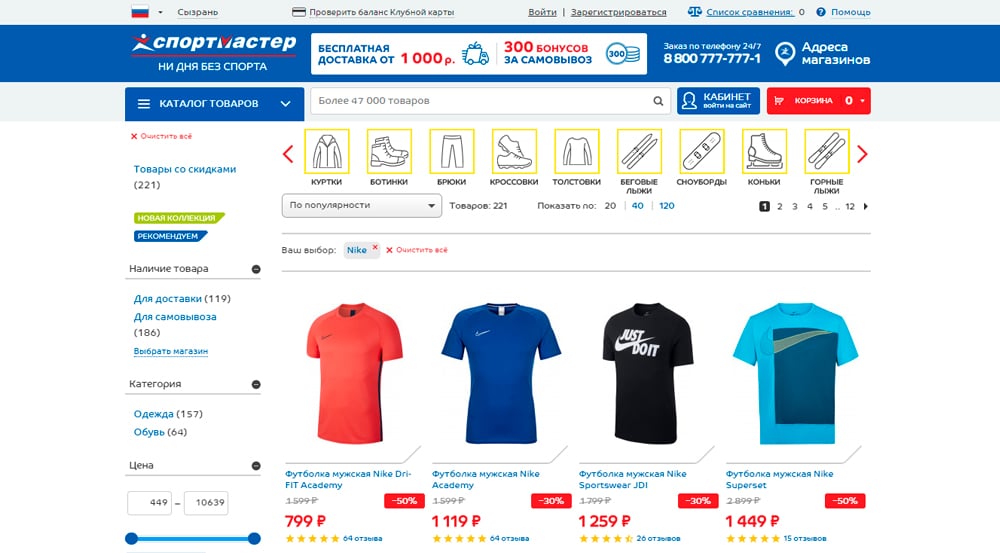 Сызрань
Проверить баланс Клубной карты
Войти | Зарегистрироваться
Список сравнения: 0
Помощь
СПОРТМАСТЕР
НИ ДНЯ БЕЗ СПОРТА
БЕСПЛАТНАЯ
ДОСТАВКА ОТ 1 000 р.
300 БОНУСОВ
ЗА САМОВЫВОЗ
Заказ по телефону 24/7
8 800 777-777-1
Адреса
магазинов
КАТАЛОГ ТОВАРОВ
Более 47 000 товаров
КАБИНЕТ
войти на сайт
КОРЗИНА 0
Очистить всё
Товары со скидками
(221)
НОВАЯ КОЛЛЕКЦИЯ
РЕКОМЕНДУЕМ
Наличие товара
Для доставки (119)
Для самовывоза
(186)
Выбрать магазин
Категория
Одежда (157)
Обувь (64)
Цена
449 – 10639
КУРТКИ
БОТИНКИ
БРЮКИ
КРОССОВКИ
ТОЛСТОВКИ
БЕГОВЫЕ
ЛЫЖИ
СНОУБОРДЫ
КОНЬКИ
ГОРНЫЕ
ЛЫЖИ
По популярности
Товаров: 221
Показать по: 20 | 40 | 120
1 2 3 4 5 .. 12
Ваш выбор: Nike
Очистить всё
JUST
DO IT
Футболка мужская Nike Dri-
FIT Academy
1 599 ₽ −50%
799 ₽
64 отзыва
Футболка мужская Nike
Academy
1 599 ₽ −30%
1 119 ₽
64 отзыва
Футболка мужская Nike
Sportswear JDI
1 799 ₽ −30%
1 259 ₽
26 отзывов
Футболка мужская Nike
Superset
2 899 ₽ −50%
1 449 ₽
15 отзывов